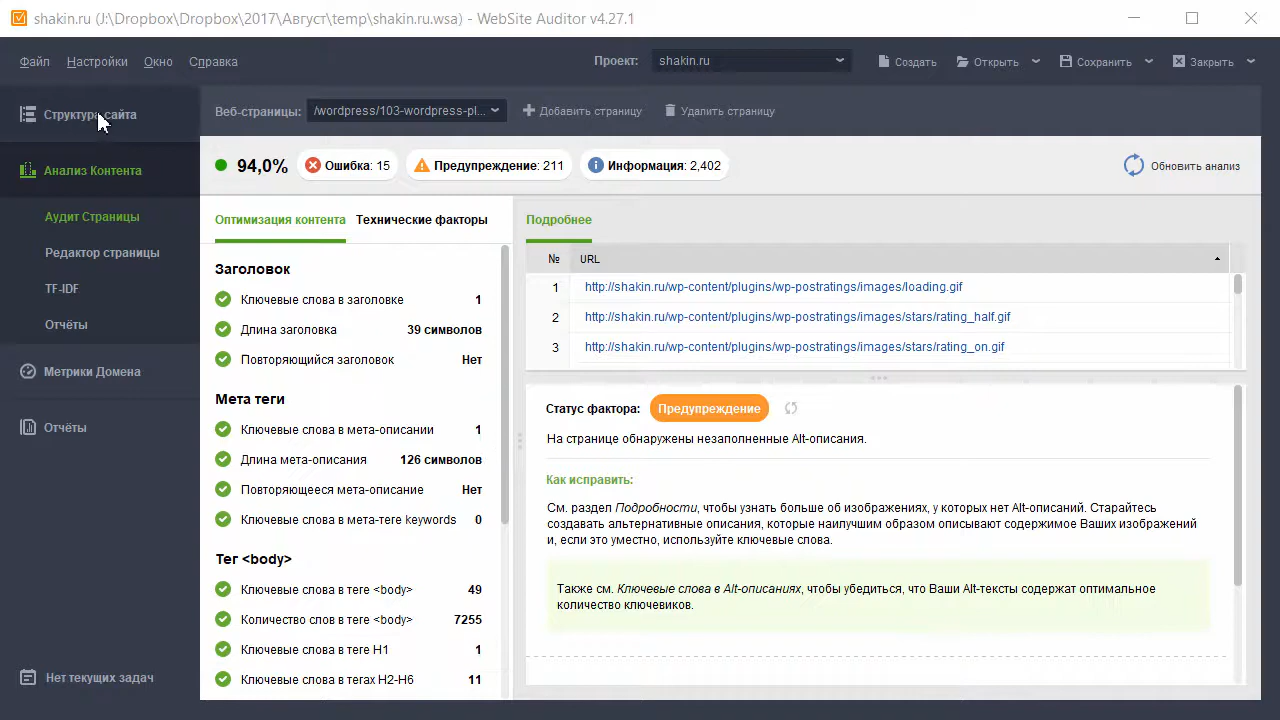 shakin.ru (J:\Dropbox\Dropbox\2017\Август\temp\shakin.ru.wsa) - WebSite Auditor v4.27.1
Файл Настройки Окно Справка Проект: shakin.ru Создать Открыть Сохранить Закрыть
Структура сайта
Анализ Контента
Аудит Страницы
Редактор страницы
TF-IDF
Отчёты
Метрики Домена
Отчёты
Нет текущих задач
Веб-страницы: /wordpress/103-wordpress-pl... Добавить страницу Удалить страницу
94,0% Ошибка: 15 Предупреждение: 211 Информация: 2,402 Обновить анализ
Оптимизация контента Технические факторы
Заголовок
Ключевые слова в заголовке 1
Длина заголовка 39 символов
Повторяющийся заголовок Нет
Мета теги
Ключевые слова в мета-описании 1
Длина мета-описания 126 символов
Повторяющееся мета-описание Нет
Ключевые слова в мета-теге keywords 0
Тег <body>
Ключевые слова в теге <body> 49
Количество слов в теге <body> 7255
Ключевые слова в теге H1 1
Ключевые слова в тегах H2-H6 11
Подробнее
№ URL
1 http://shakin.ru/wp-content/plugins/wp-postratings/images/loading.gif
2 http://shakin.ru/wp-content/plugins/wp-postratings/images/stars/rating_half.gif
3 http://shakin.ru/wp-content/plugins/wp-postratings/images/stars/rating_on.gif
Статус фактора: Предупреждение
На странице обнаружены незаполненные Alt-описания.
Как исправить:
См. раздел Подробности, чтобы узнать больше об изображениях, у которых нет Alt-описаний. Старайтесь
создавать альтернативные описания, которые наилучшим образом описывают содержимое Ваших изображений
и, если это уместно, используйте ключевые слова.
Также см. Ключевые слова в Alt-описаниях, чтобы убедиться, что Ваши Alt-тексты содержат оптимальное
количество ключевиков.